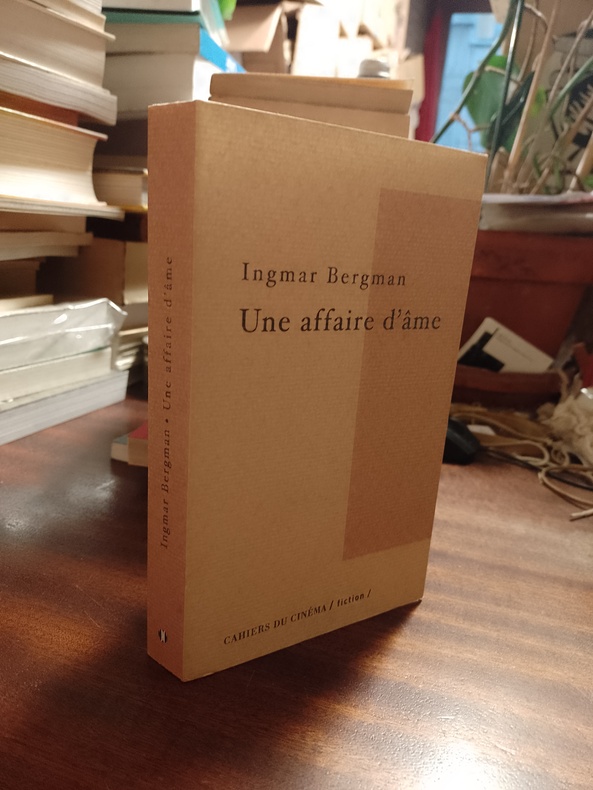 Ingmar Bergman
Une affaire d'âme
CAHIERS DU CINÉMA / fiction /
Ingmar Bergman • Une affaire d'âme